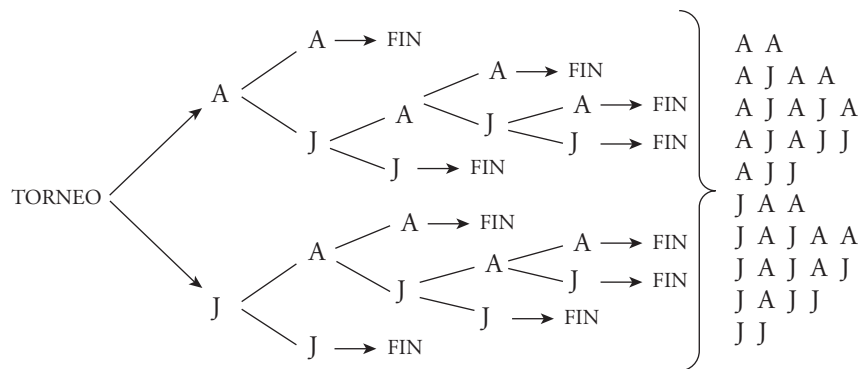 A → FIN
A
A → FIN
A
A → FIN
J
J
J → FIN
J → FIN
TORNEO
A → FIN
A
A → FIN
A
J
J → FIN
J
J → FIN
J → FIN
A A
A J A A
A J A J A
A J A J J
A J J
J A A
J A J A A
J A J A J
J A J J
J J